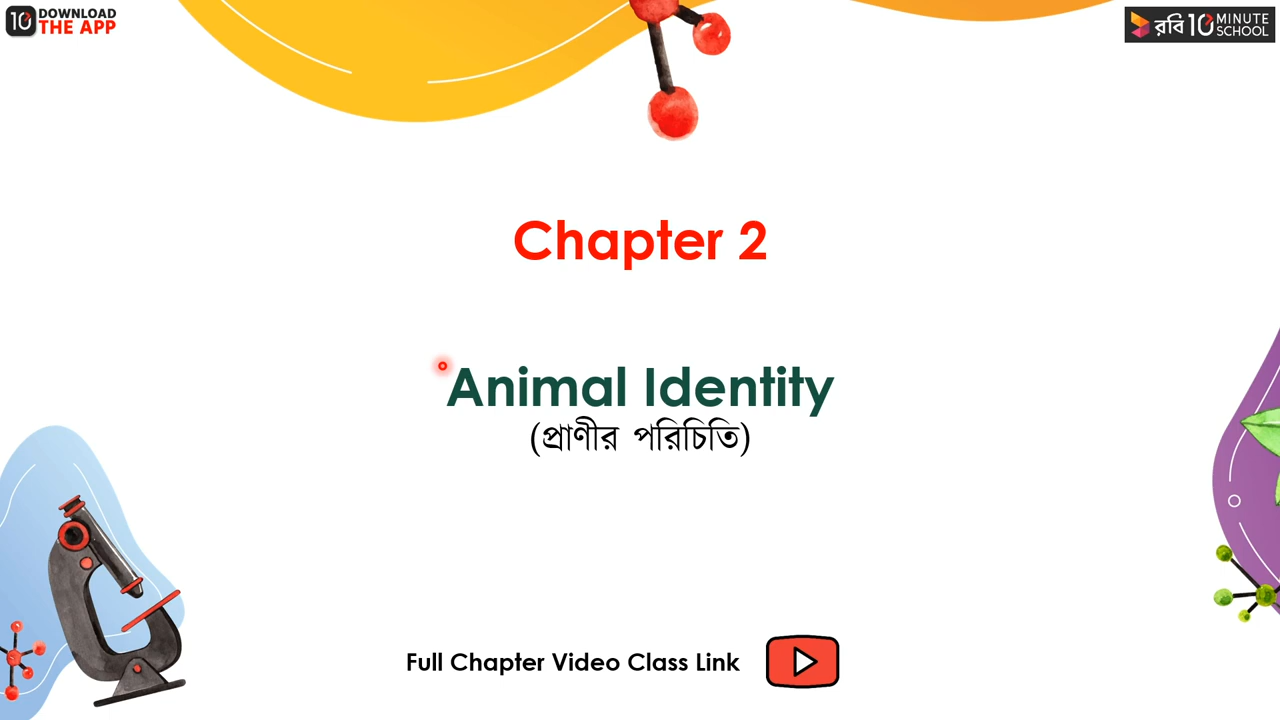 10 DOWNLOAD
THE APP
রবি 10 MINUTE
SCHOOL
Chapter 2
Animal Identity
(প্রাণীর পরিচিতি)
Full Chapter Video Class Link